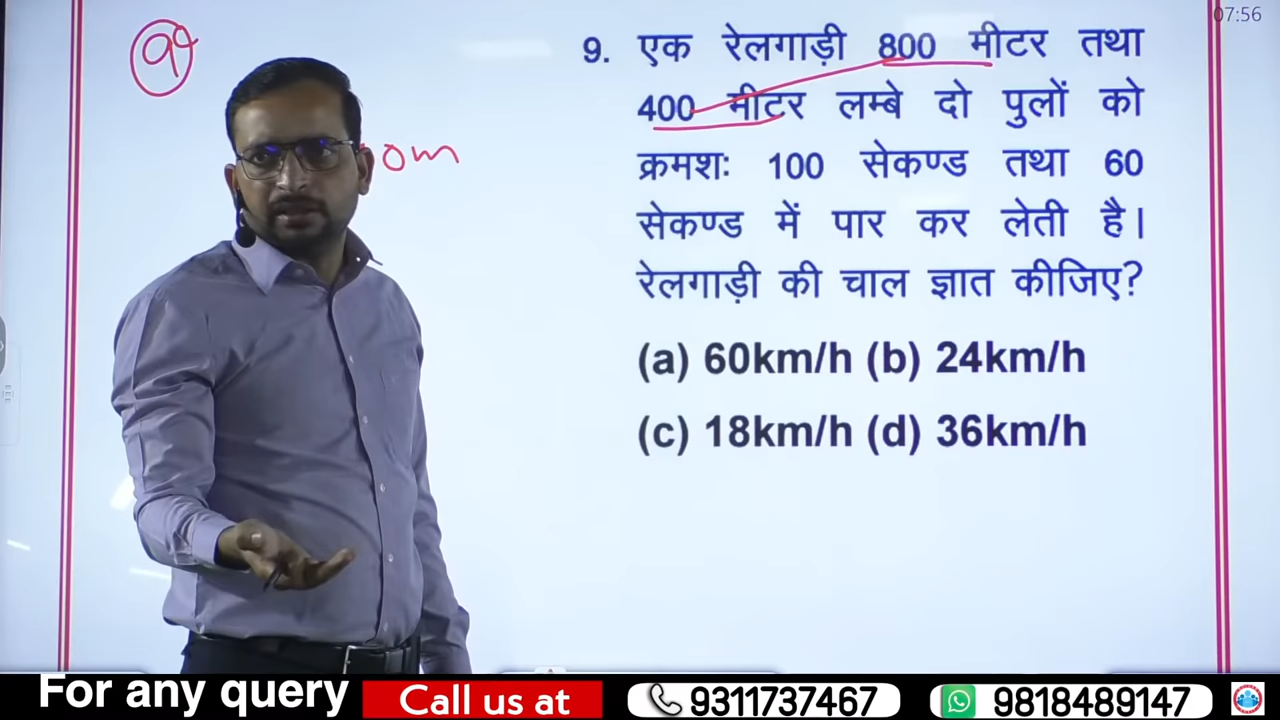 07:56
9
0m
9. एक रेलगाड़ी 800 मीटर तथा
400 मीटर लम्बे दो पुलों को
क्रमशः 100 सेकण्ड तथा 60
सेकण्ड में पार कर लेती है।
रेलगाड़ी की चाल ज्ञात कीजिए?
(a) 60km/h (b) 24km/h
(c) 18km/h (d) 36km/h
For any query Call us at 9311737467 9818489147